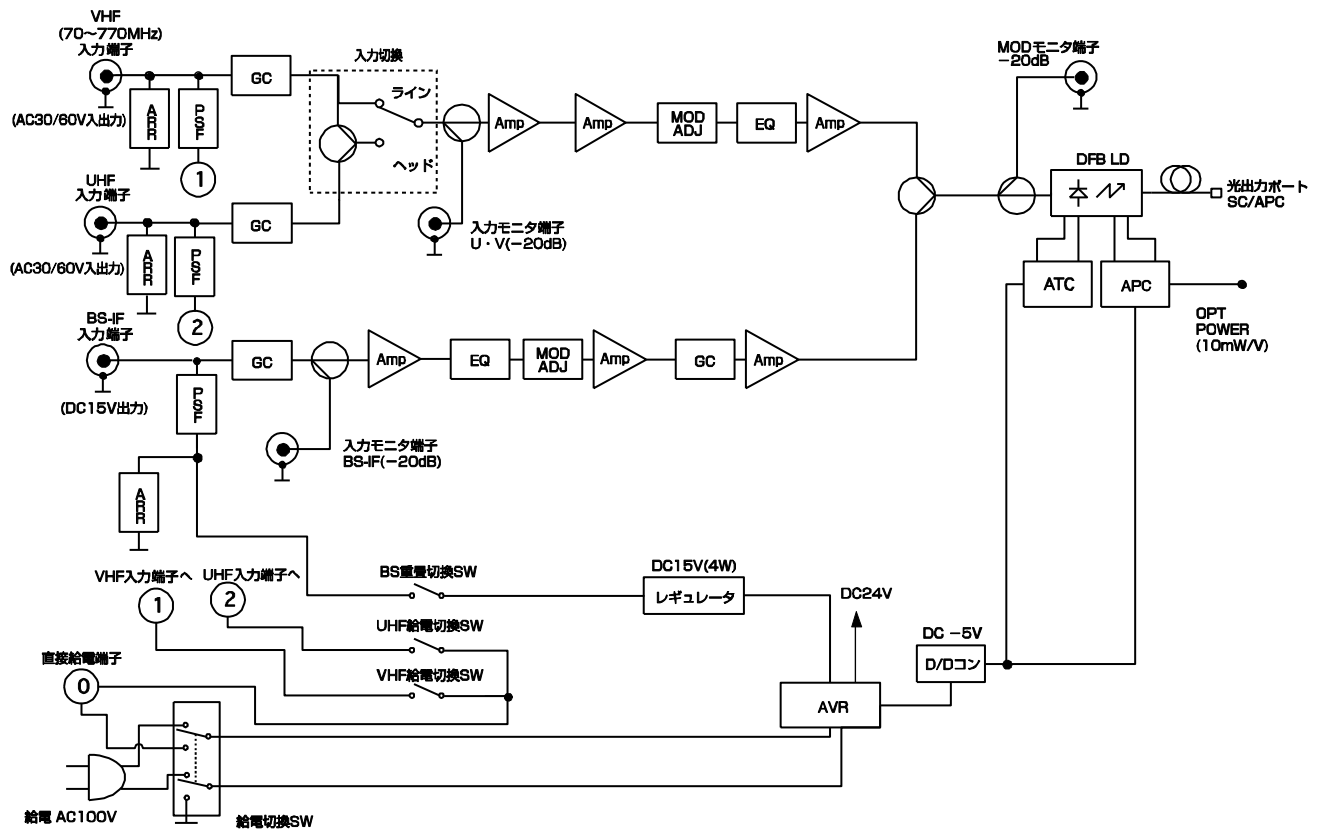 VHF
(70〜770MHz)
入力端子
(AC30/60V入出力)
ARR
PSF
1
GC
入力切換
ライン
ヘッド
Amp
Amp
MOD
ADJ
EQ
Amp
MODモニタ端子
−20dB
DFB LD
光出力ポート
SC/APC
UHF
入力端子
(AC30/60V入出力)
ARR
PSF
2
GC
入力モニタ端子
U・V(−20dB)
ATC
APC
OPT
POWER
(10mW/V)
BS-IF
入力端子
(DC15V出力)
PSF
ARR
GC
Amp
EQ
MOD
ADJ
Amp
GC
Amp
入力モニタ端子
BS-IF(−20dB)
VHF入力端子へ
1
UHF入力端子へ
2
BS重畳切換SW
UHF給電切換SW
VHF給電切換SW
DC15V(4W)
レギュレータ
DC24V
DC −5V
D/Dコン
AVR
直接給電端子
0
給電 AC100V
給電切換SW